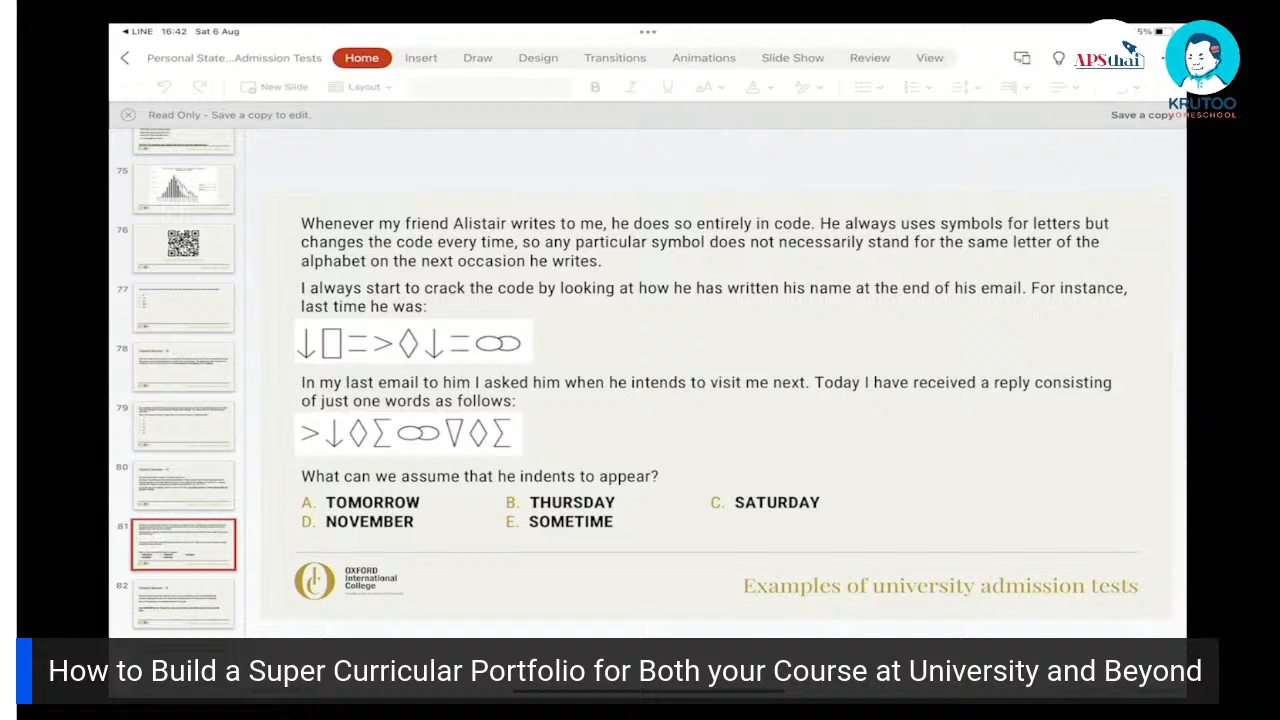 LINE 16:42 Sat 6 Aug
5%
Personal State...Admission Tests Home Insert Draw Design Transitions Animations Slide Show Review View
APSthai
New Slide Layout
KRUTOO
HOMESCHOOL
Read Only - Save a copy to edit.
Save a copy
75
76
77
78
79
80
81
82
Whenever my friend Alistair writes to me, he does so entirely in code. He always uses symbols for letters but
changes the code every time, so any particular symbol does not necessarily stand for the same letter of the
alphabet on the next occasion he writes.
I always start to crack the code by looking at how he has written his name at the end of his email. For instance,
last time he was:
In my last email to him I asked him when he intends to visit me next. Today I have received a reply consisting
of just one words as follows:
What can we assume that he indents to appear?
A. TOMORROW B. THURSDAY C. SATURDAY
D. NOVEMBER E. SOMETIME
OXFORD
International
College
Examples of university admission tests
How to Build a Super Curricular Portfolio for Both your Course at University and Beyond